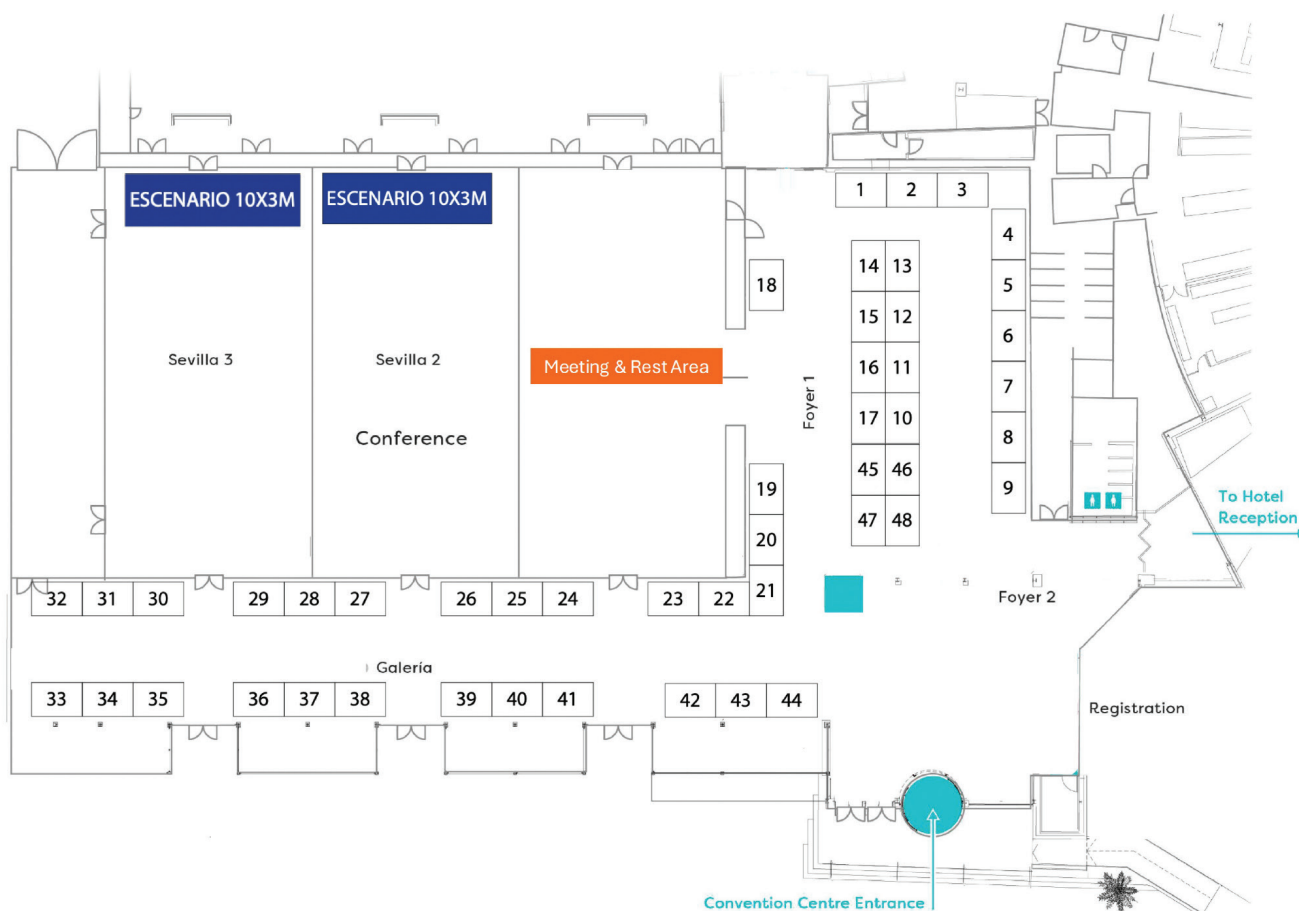 ESCENARIO 10X3M
ESCENARIO 10X3M
1 2 3
4
14 13
18
5
15 12
6
Sevilla 3
Sevilla 2
Meeting & Rest Area
16 11
Foyer 1
7
17 10
Conference
8
45 46
19
9
To Hotel
Reception
47 48
20
32 31 30 29 28 27 26 25 24 23 22 21
Foyer 2
Galería
33 34 35 36 37 38 39 40 41 42 43 44
Registration
Convention Centre Entrance